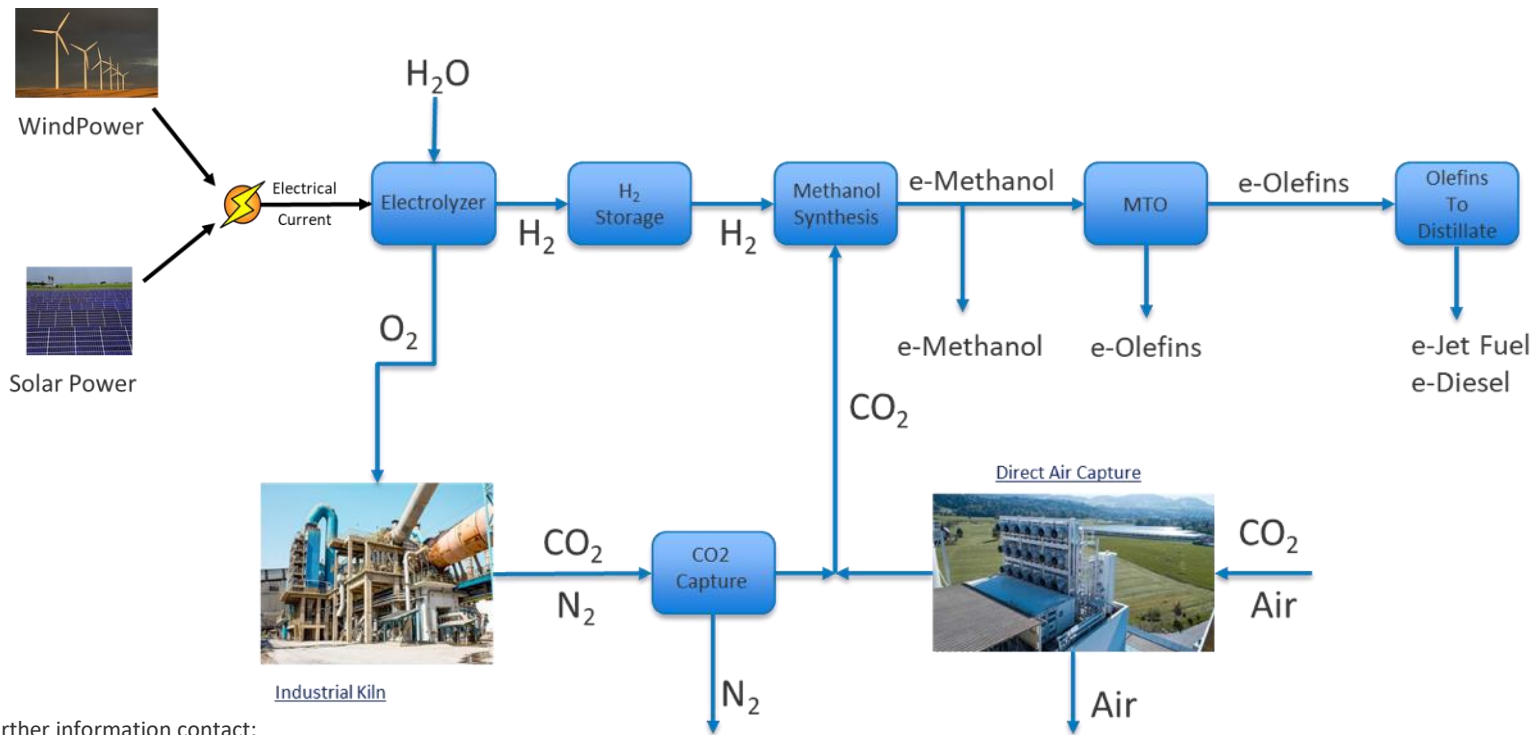 WindPower
H₂O
Electrical
Current
Electrolyzer
H₂
H₂
Storage
H₂
Methanol
Synthesis
e-Methanol
MTO
e-Olefins
Olefins
To
Distillate
Solar Power
O₂
e-Methanol
e-Olefins
e-Jet Fuel
e-Diesel
CO₂
Direct Air Capture
CO₂
N₂
CO2
Capture
CO₂
Air
Industrial Kiln
N₂
Air
rther information contact: